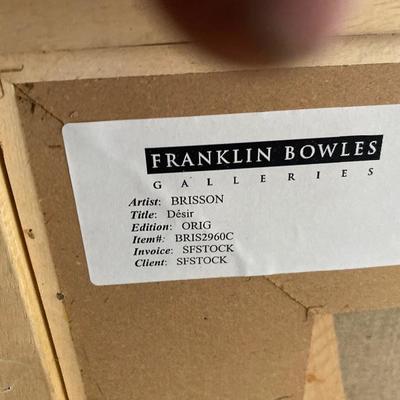 FRANKLIN BOWLES
GALLERIES
Artist: BRISSON
Title: Désir
Edition: ORIG
Item#: BRIS2960C
Invoice: SFSTOCK
Client: SFSTOCK